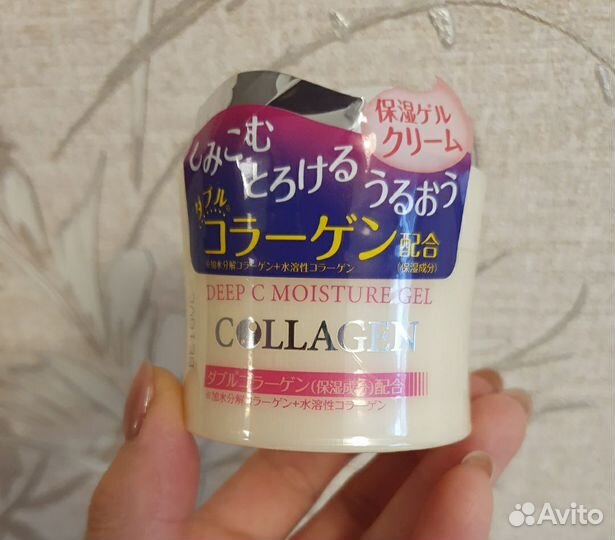 保湿ゲル
クリーム
しみこむ
とろける
うるおう
ダブル
コラーゲン配合
※加水分解コラーゲン+水溶性コラーゲン
(保湿成分)
DEEP C MOISTURE GEL
COLLAGEN
ダブルコラーゲン(保湿成分)配合
※加水分解コラーゲン+水溶性コラーゲン
Avito